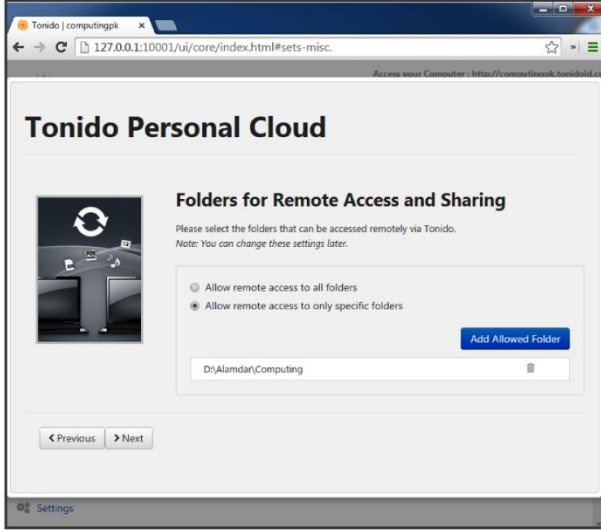 Tonido | computingpk
127.0.0.1:10001/ui/core/index.html#sets-misc.
Access your Computer : http://computingpk.tonidoid.co
Tonido Personal Cloud
Folders for Remote Access and Sharing
Please select the folders that can be accessed remotely via Tonido.
Note: You can change these settings later.
Allow remote access to all folders
Allow remote access to only specific folders
Add Allowed Folder
D:\Alamdar\Computing
Previous
Next
Settings